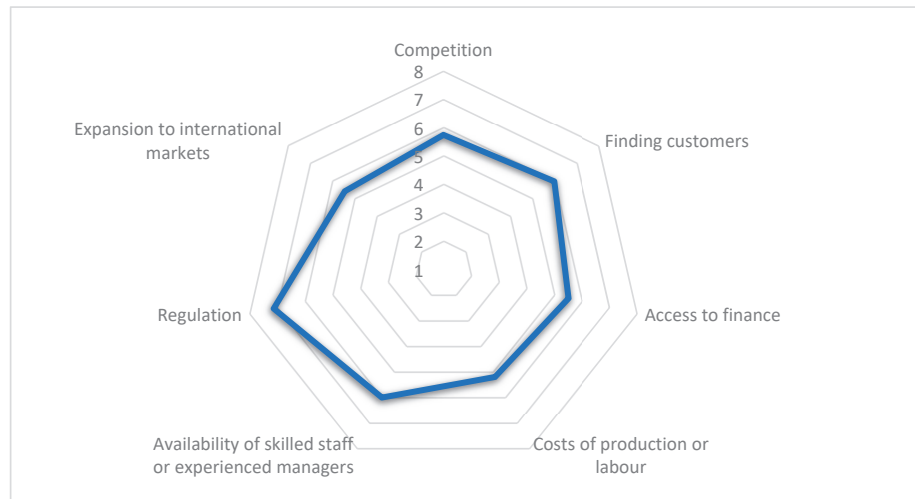 Competition
8
7
6
5
4
3
2
1
Expansion to international
markets
Finding customers
Regulation
Access to finance
Availability of skilled staff
or experienced managers
Costs of production or
labour